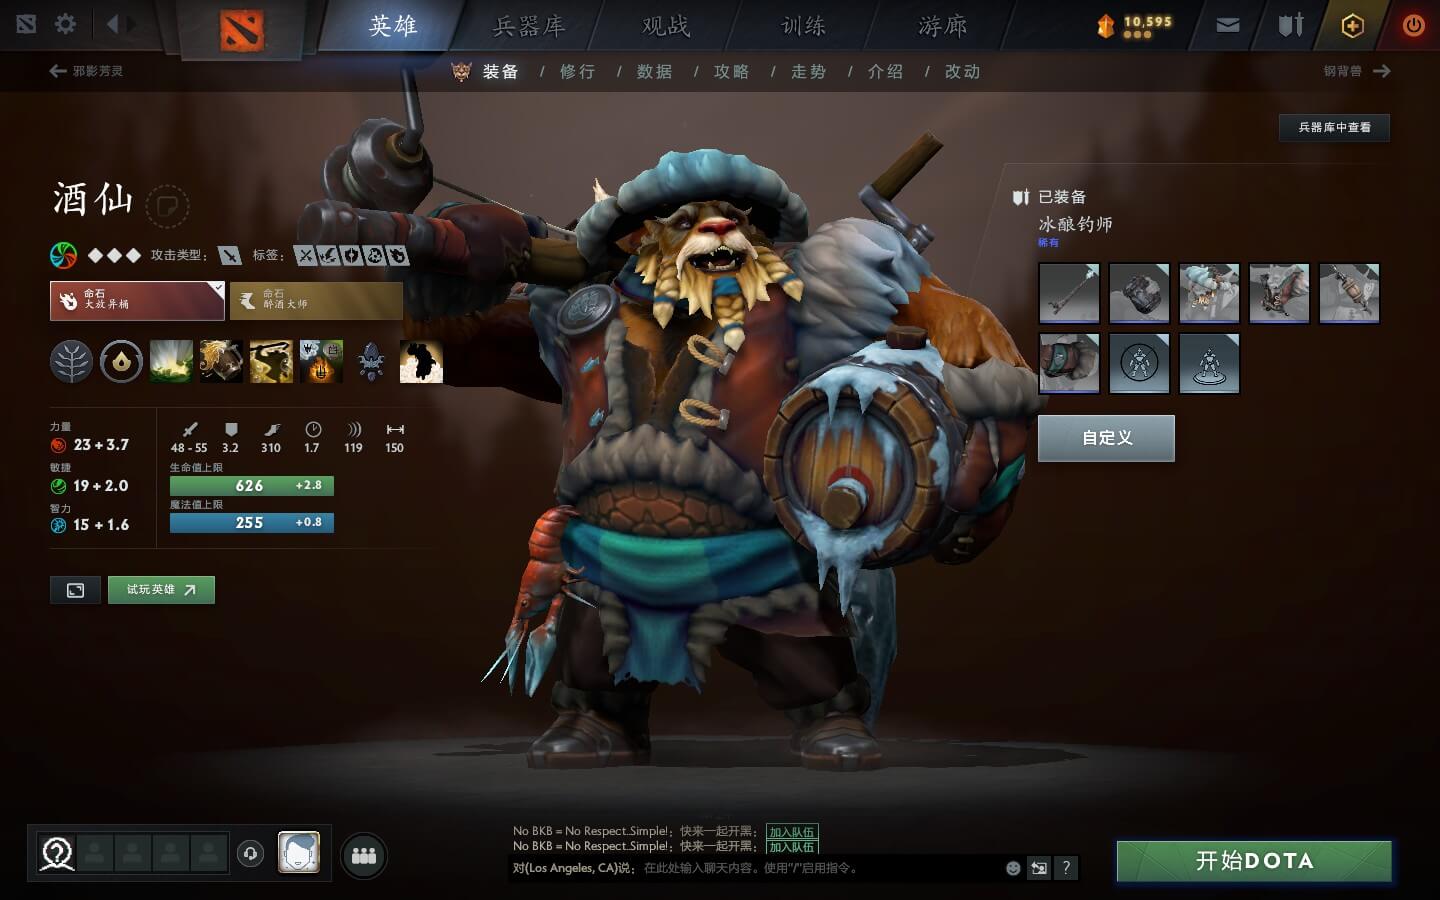 英雄
兵器库
观战
训练
游廊
10,595
邪影芳灵
装备 / 修行 / 数据 / 攻略 / 走势 / 介绍 / 改动
钢背兽
兵器库中查看
酒仙
攻击类型：
标签：
命石
大放异桶
命石
醉酒大师
力量
23 + 3.7
敏捷
19 + 2.0
智力
15 + 1.6
48 - 55 3.2 310 1.7 119 150
生命值上限
626 +2.8
魔法值上限
255 +0.8
试玩英雄
已装备
冰酿钓师
稀有
自定义
No BKB = No Respect..Simple!；快来一起开黑； 加入队伍
No BKB = No Respect..Simple!；快来一起开黑； 加入队伍
对(Los Angeles, CA)说： 在此处输入聊天内容。使用“/”启用指令。
?
开始DOTA